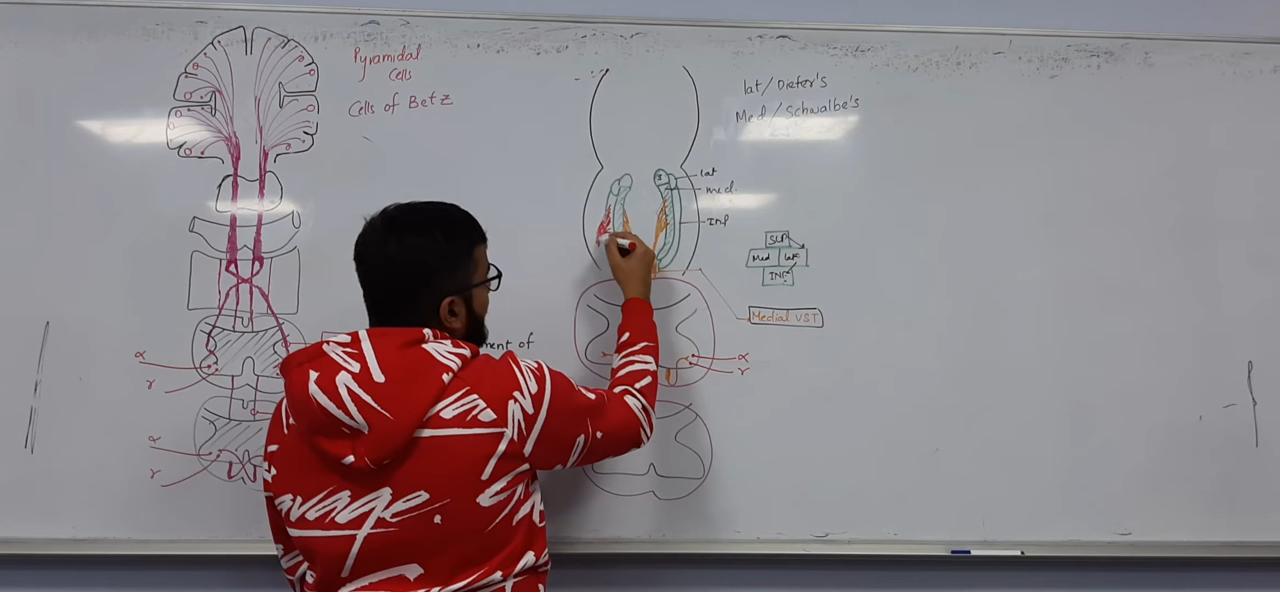 Pyramidal
Cells
Cells of Betz
lat/Dieter's
Med/Schwalbe's
S
lat
med.
Inf
SUP
Med
lat
INF
Medial VST
ment of
α
γ
α
γ
α
γ
avage.